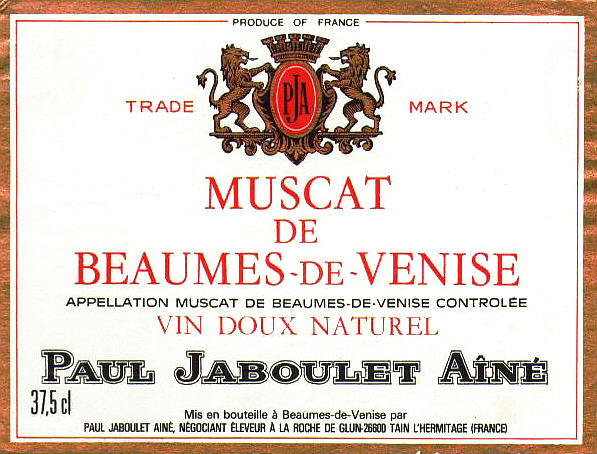 PRODUCE OF FRANCE
TRADE MARK
PJA
MUSCAT
DE
BEAUMES-DE-VENISE
APPELLATION MUSCAT DE BEAUMES-DE-VENISE CONTROLÉE
VIN DOUX NATUREL
PAUL JABOULET AÎNÉ
37,5 cl
Mis en bouteille à Beaumes-de-Venise par
PAUL JABOULET AINÉ, NÉGOCIANT ÉLEVEUR À LA ROCHE DE GLUN-26600 TAIN L'HERMITAGE (FRANCE)